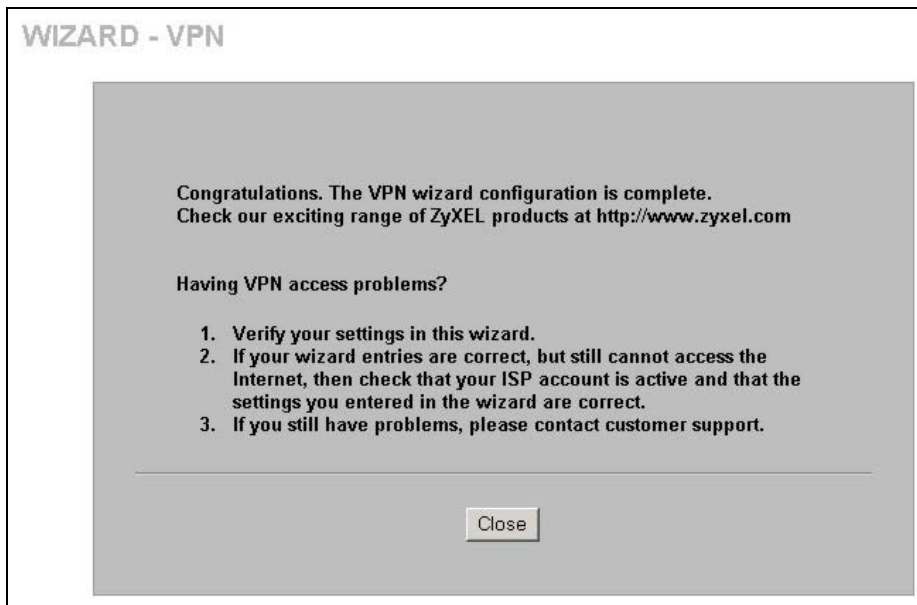 WIZARD - VPN
Congratulations. The VPN wizard configuration is complete.
Check our exciting range of ZyXEL products at http://www.zyxel.com
Having VPN access problems?
1. Verify your settings in this wizard.
2. If your wizard entries are correct, but still cannot access the
Internet, then check that your ISP account is active and that the
settings you entered in the wizard are correct.
3. If you still have problems, please contact customer support.
Close